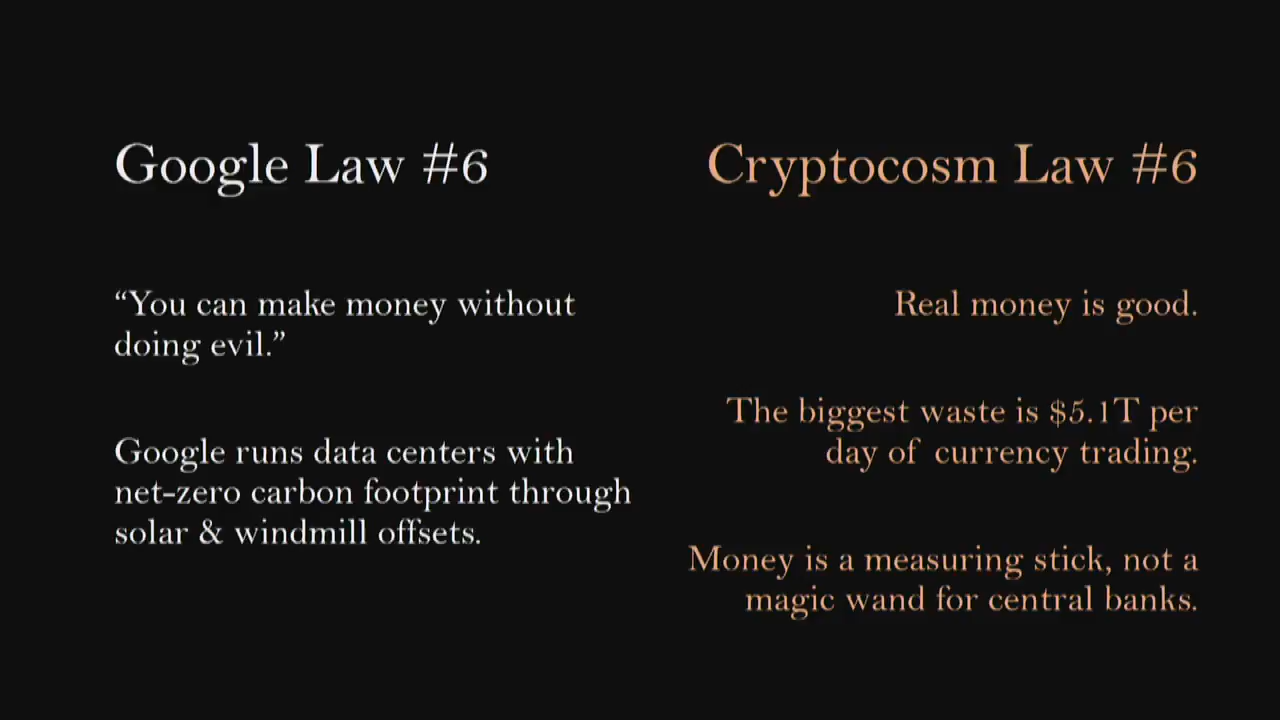 Google Law #6
“You can make money without
doing evil.”
Google runs data centers with
net-zero carbon footprint through
solar & windmill offsets.
Cryptocosm Law #6
Real money is good.
The biggest waste is $5.1T per
day of currency trading.
Money is a measuring stick, not a
magic wand for central banks.